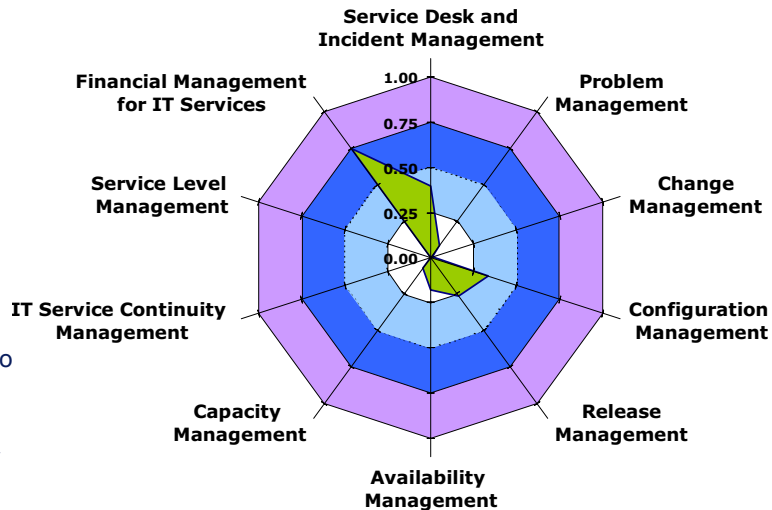 Service Desk and
Incident Management
Financial Management
for IT Services
Problem
Management
1.00
0.75
0.50
0.25
0.00
Service Level
Management
Change
Management
IT Service Continuity
Management
Configuration
Management
o
Capacity
Management
Release
Management
Availability
Management